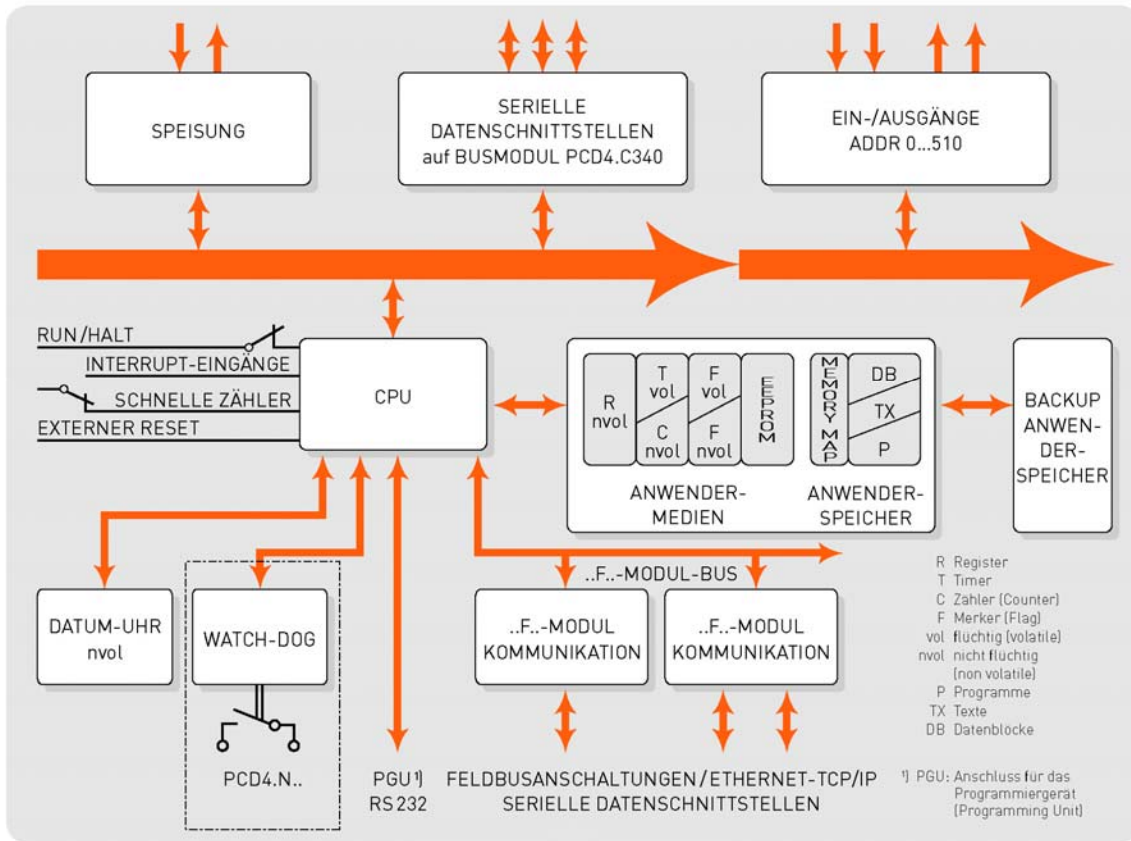 SPEISUNG
SERIELLE
DATENSCHNITTSTELLEN
auf BUSMODUL PCD4.C340
EIN-/AUSGÄNGE
ADDR 0...510
RUN/HALT
INTERRUPT-EINGÄNGE
SCHNELLE ZÄHLER
EXTERNER RESET
CPU
R
nvol
T
vol
C
nvol
F
vol
F
nvol
EEPROM
ANWENDER-
MEDIEN
MEMORY MAP
DB
TX
P
ANWENDER-
SPEICHER
BACKUP
ANWEN-
DER-
SPEICHER
DATUM-UHR
nvol
WATCH-DOG
PCD4.N..
PGU ¹)
RS 232
..F..-MODUL-BUS
..F..-MODUL
KOMMUNIKATION
..F..-MODUL
KOMMUNIKATION
FELDBUSANSCHALTUNGEN/ETHERNET-TCP/IP
SERIELLE DATENSCHNITTSTELLEN
R Register
T Timer
C Zähler (Counter)
F Merker (Flag)
vol flüchtig (volatile)
nvol nicht flüchtig
(non volatile)
P Programme
TX Texte
DB Datenblöcke
¹) PGU: Anschluss für das
Programmiergerät
(Programming Unit)